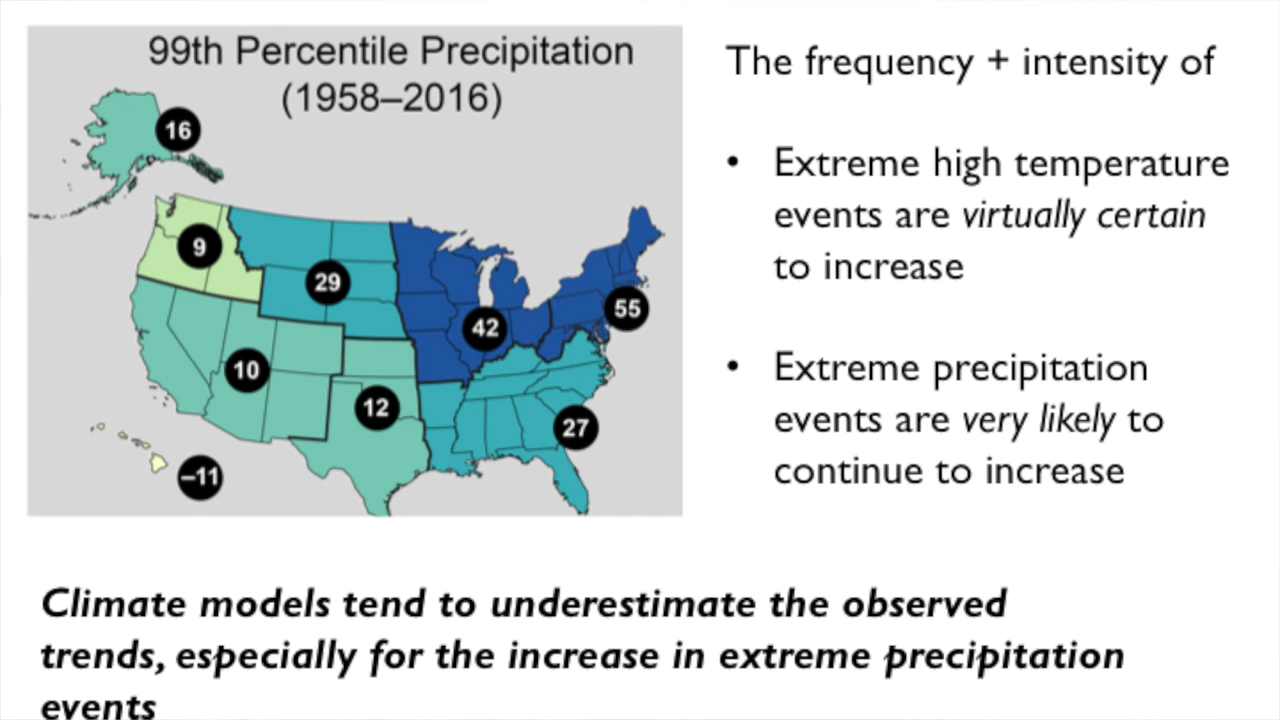 99th Percentile Precipitation
(1958–2016)
16
9
29
42
55
10
12
27
–11
The frequency + intensity of
• Extreme high temperature
events are virtually certain
to increase
• Extreme precipitation
events are very likely to
continue to increase
Climate models tend to underestimate the observed
trends, especially for the increase in extreme precipitation
events